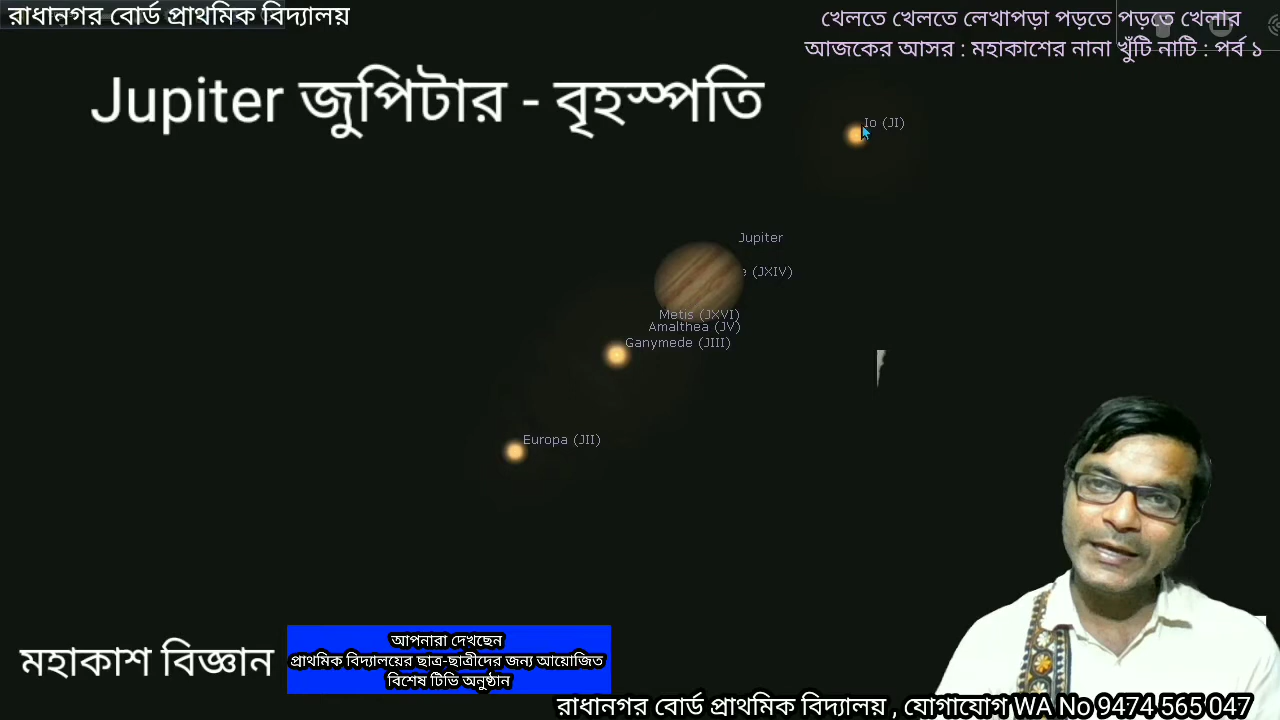 রাধানগর বোর্ড প্রাথমিক বিদ্যালয়
খেলতে খেলতে লেখাপড়া পড়তে পড়তে খেলার
আজকের আসর : মহাকাশের নানা খুঁটি নাটি : পর্ব ১
Jupiter জুপিটার - বৃহস্পতি
Io (JI)
Jupiter
e (JXIV)
Metis (JXVI)
Amalthea (JV)
Ganymede (JIII)
Europa (JII)
মহাকাশ বিজ্ঞান
আপনারা দেখছেন
প্রাথমিক বিদ্যালয়ের ছাত্র-ছাত্রীদের জন্য আয়োজিত
বিশেষ টিভি অনুষ্ঠান
রাধানগর বোর্ড প্রাথমিক বিদ্যালয় , যোগাযোগ WA No 9474 565 047